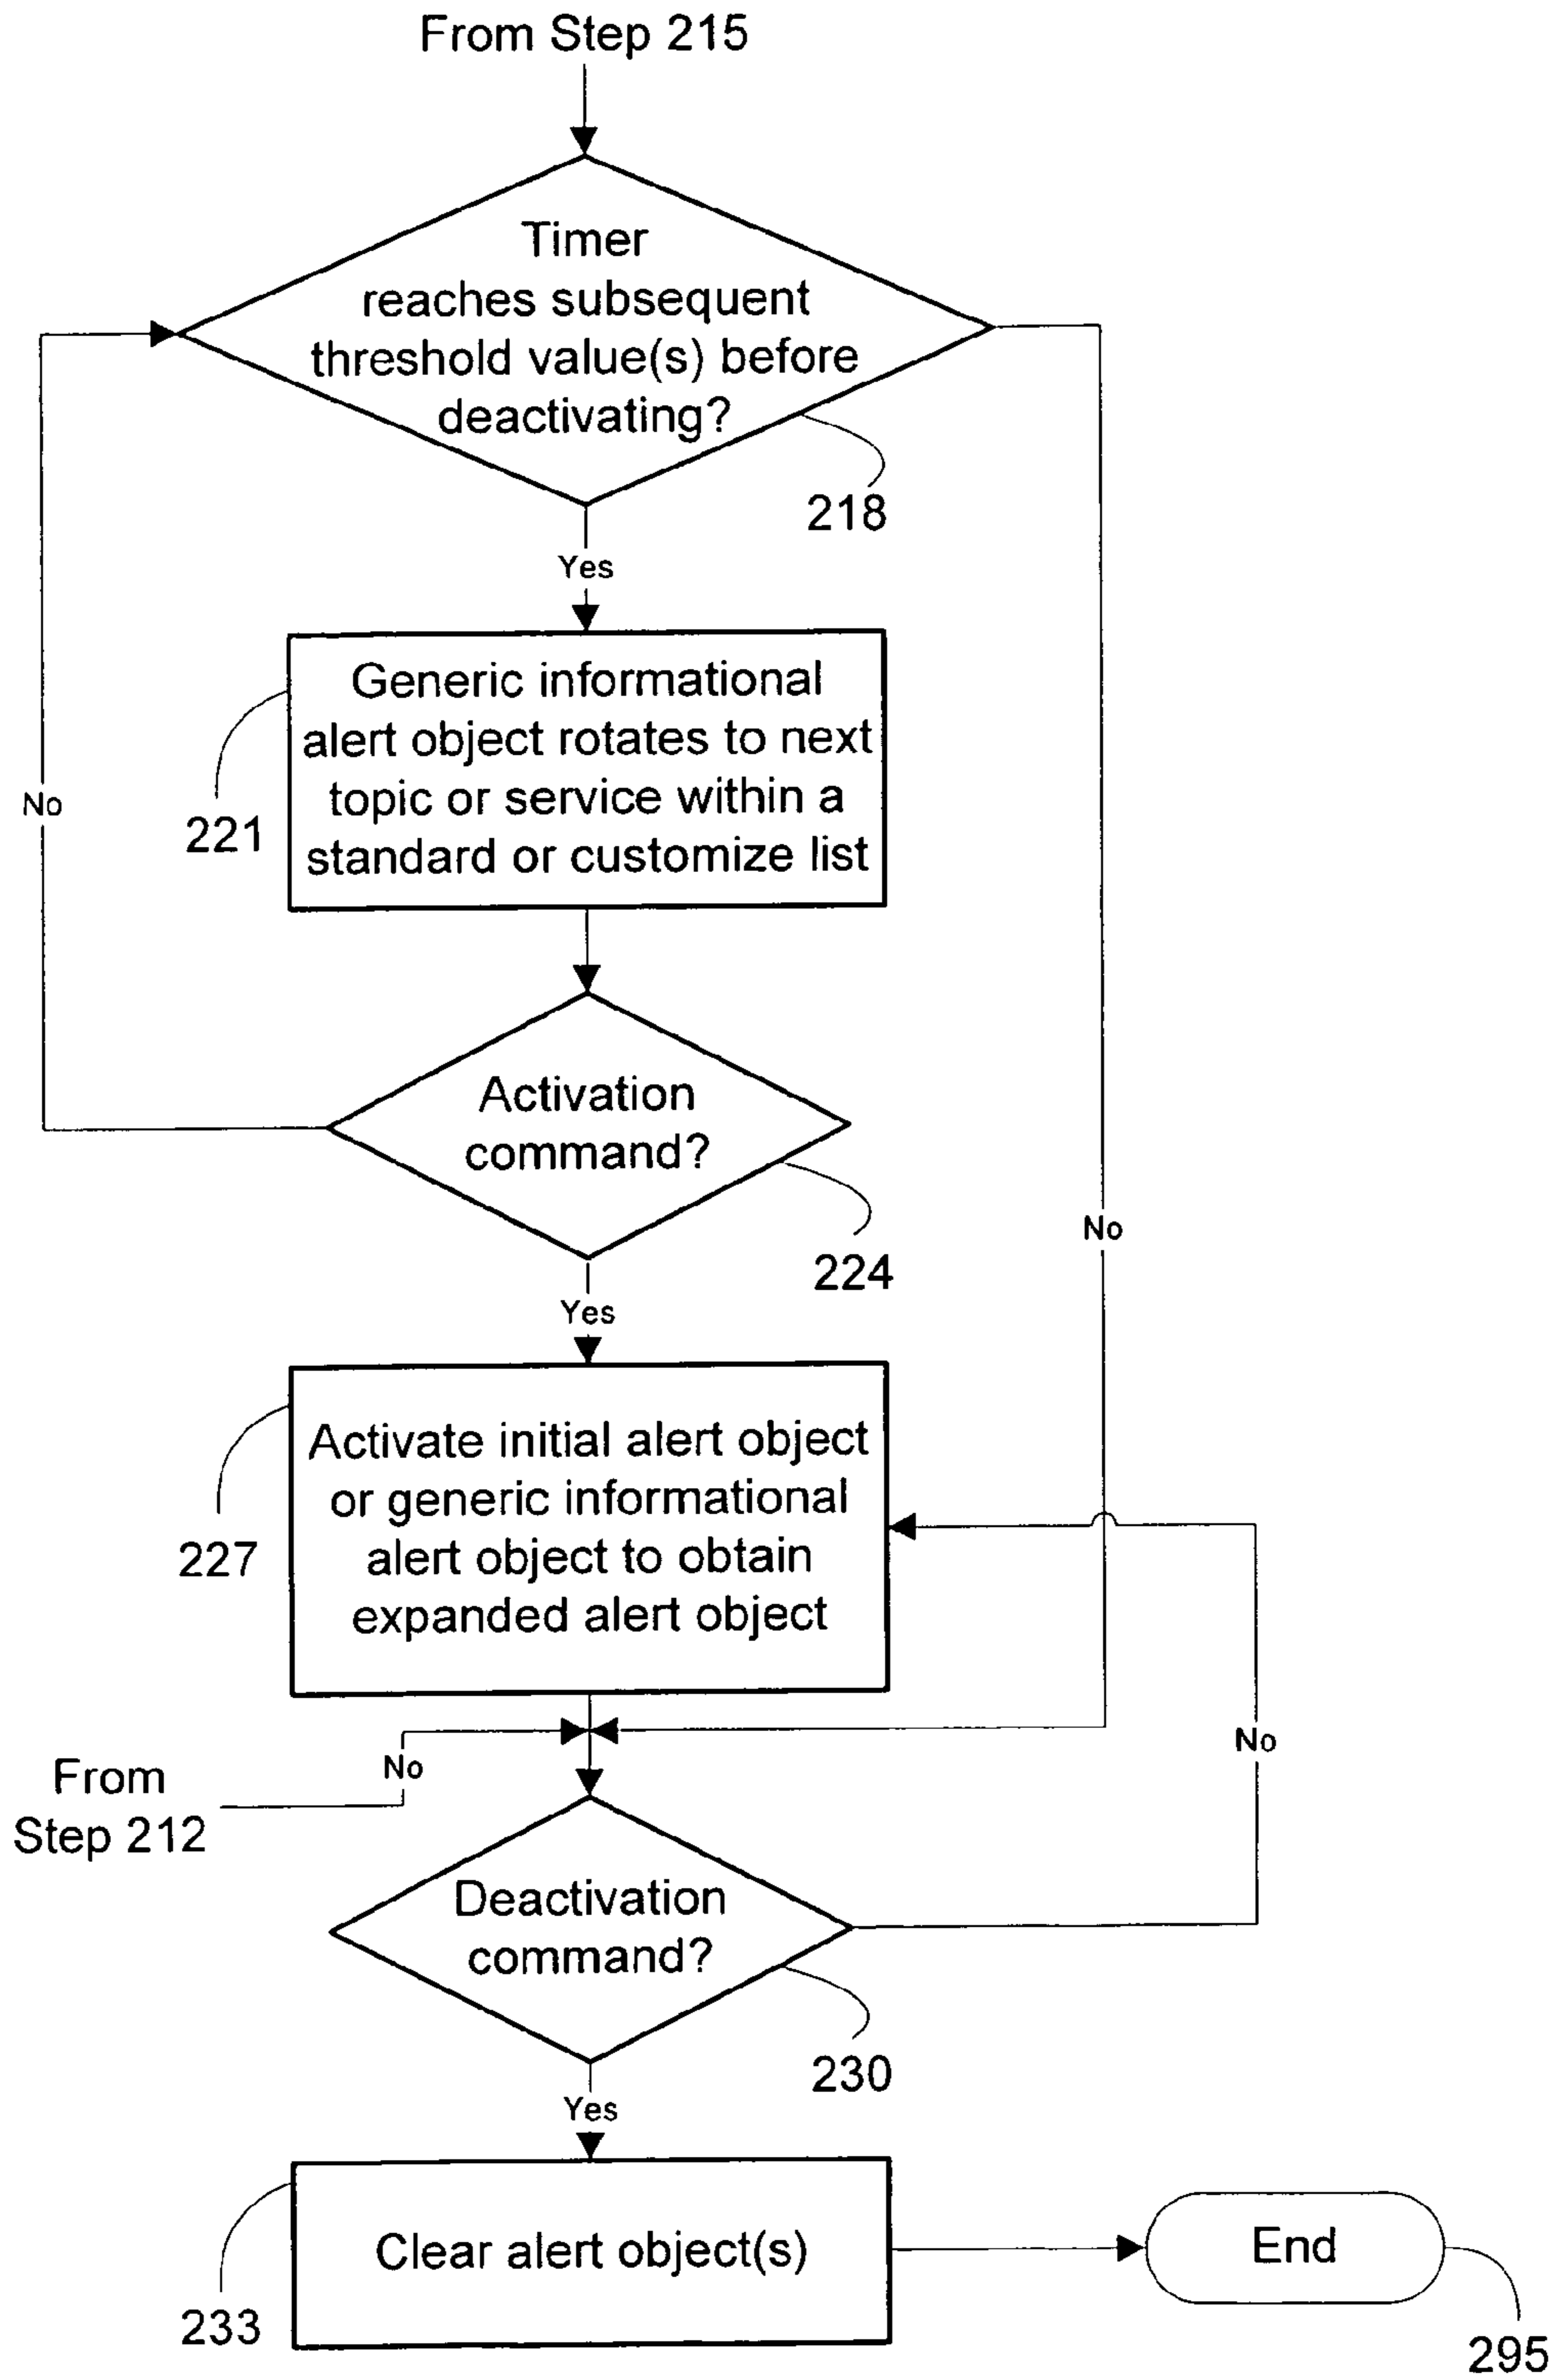 From Step 215
Timer
reaches subsequent
threshold value(s) before
deactivating?
218
Yes
Generic informational
alert object rotates to next
topic or service within a
standard or customize list
221
No
Activation
command?
224
No
Yes
Activate initial alert object
or generic informational
alert object to obtain
expanded alert object
227
No
No
From
Step 212
Deactivation
command?
230
Yes
Clear alert object(s)
233
End
295